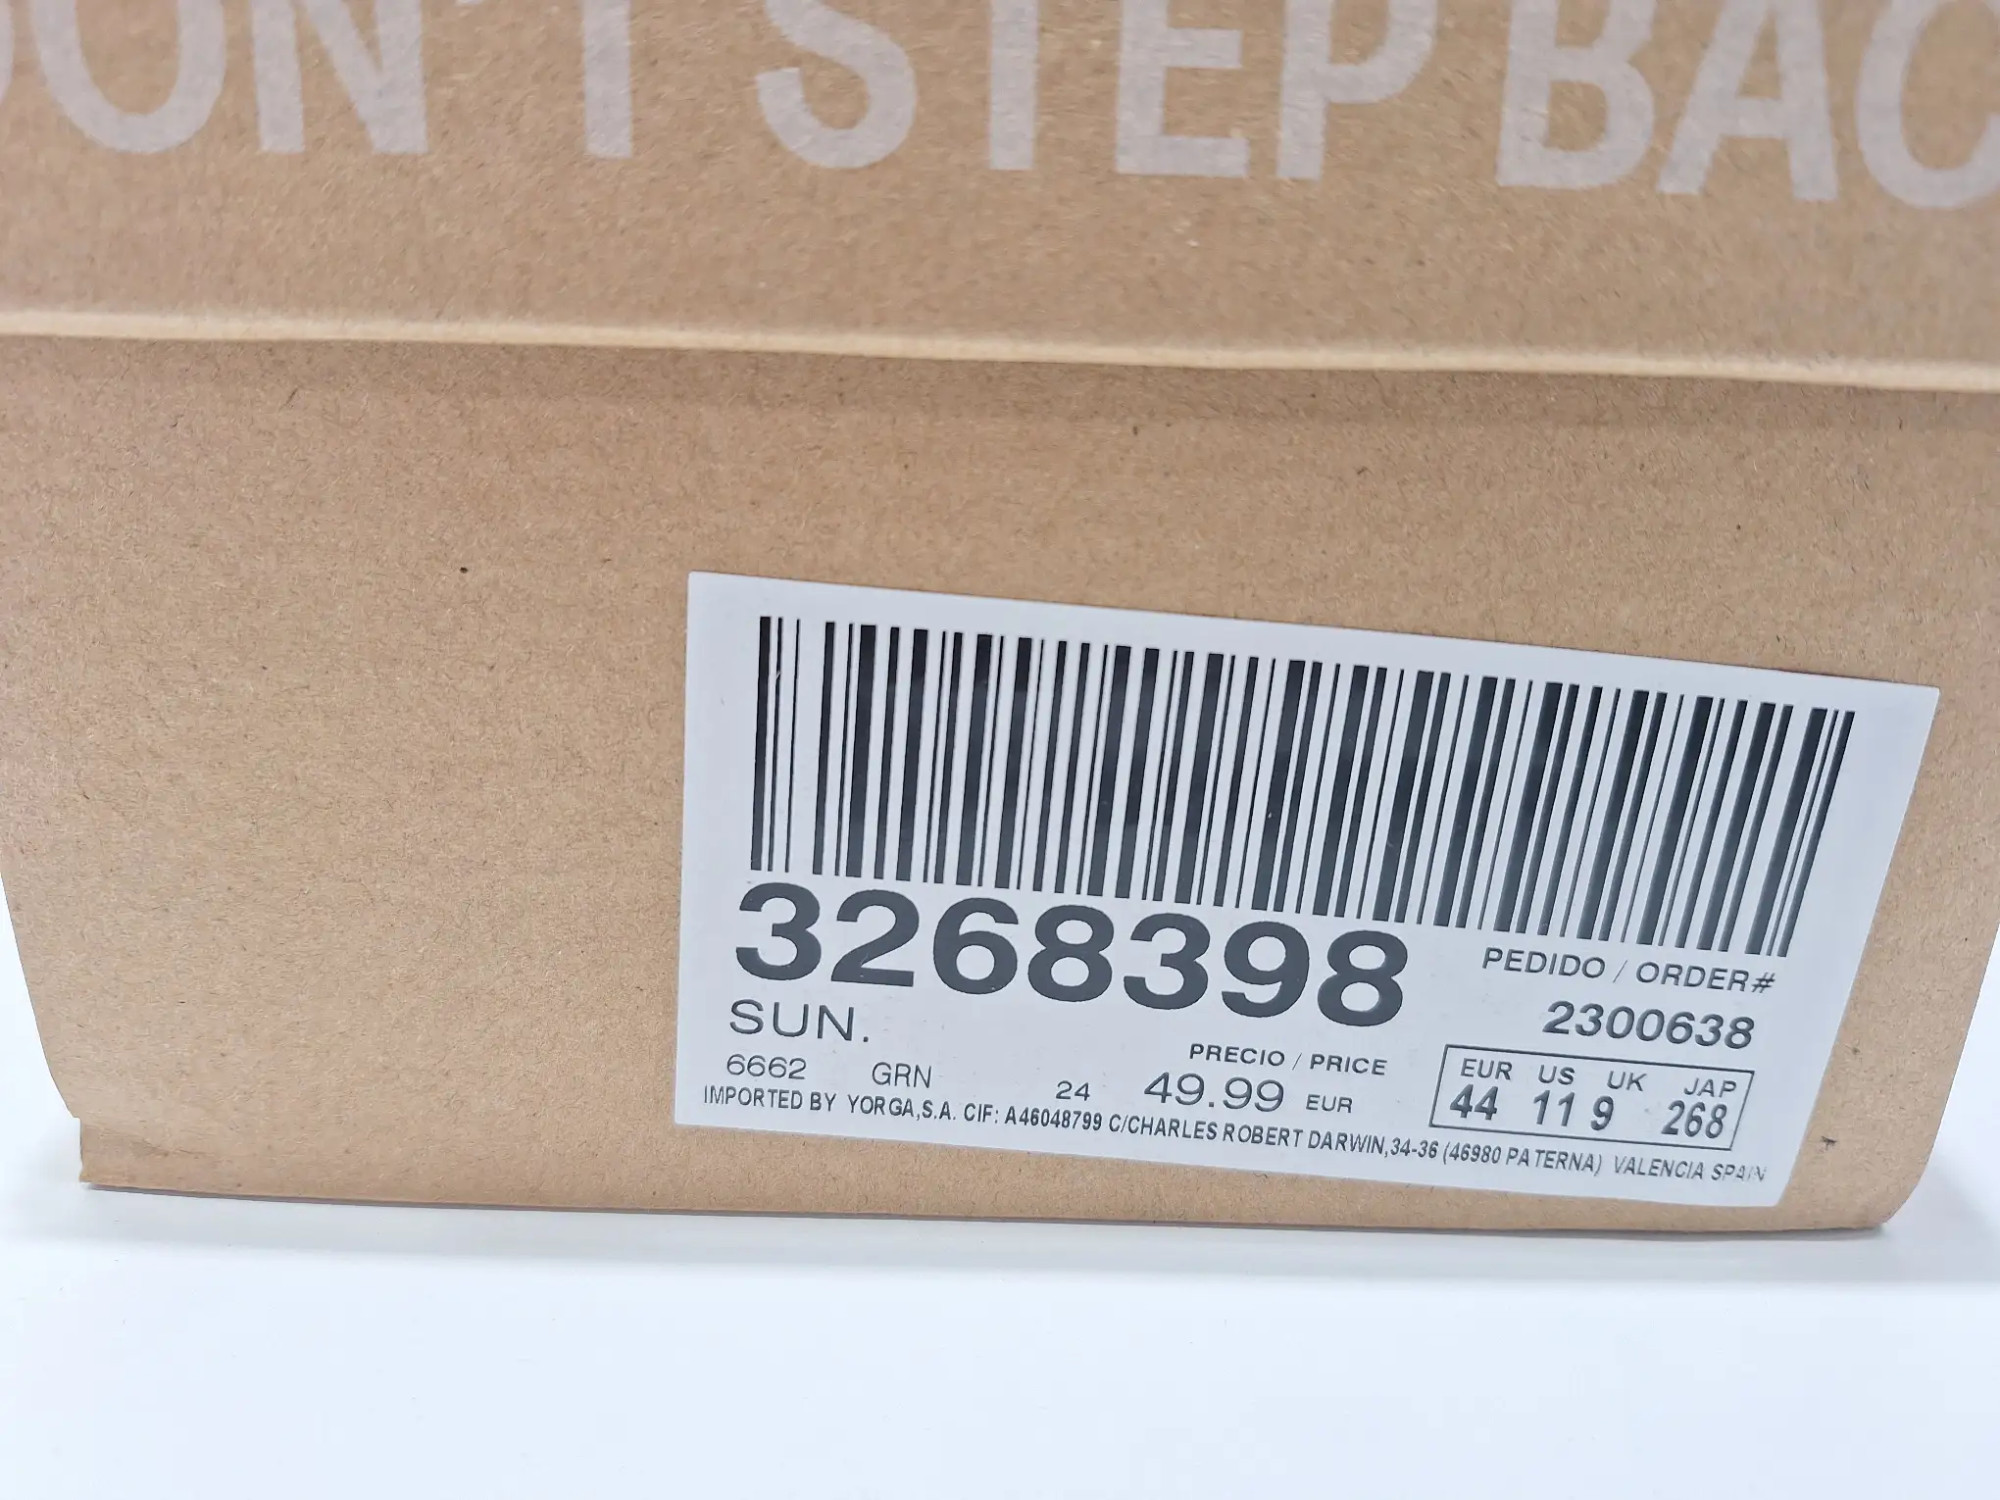 DON'T STEP BAC
3268398
PEDIDO / ORDER#
2300638
SUN.
6662 GRN
24
PRECIO / PRICE
49.99 EUR
EUR US UK JAP
44 11 9 268
IMPORTED BY YORGA,S.A. CIF: A46048799 C/CHARLES ROBERT DARWIN,34-36 (46980 PATERNA) VALENCIA SPAIN